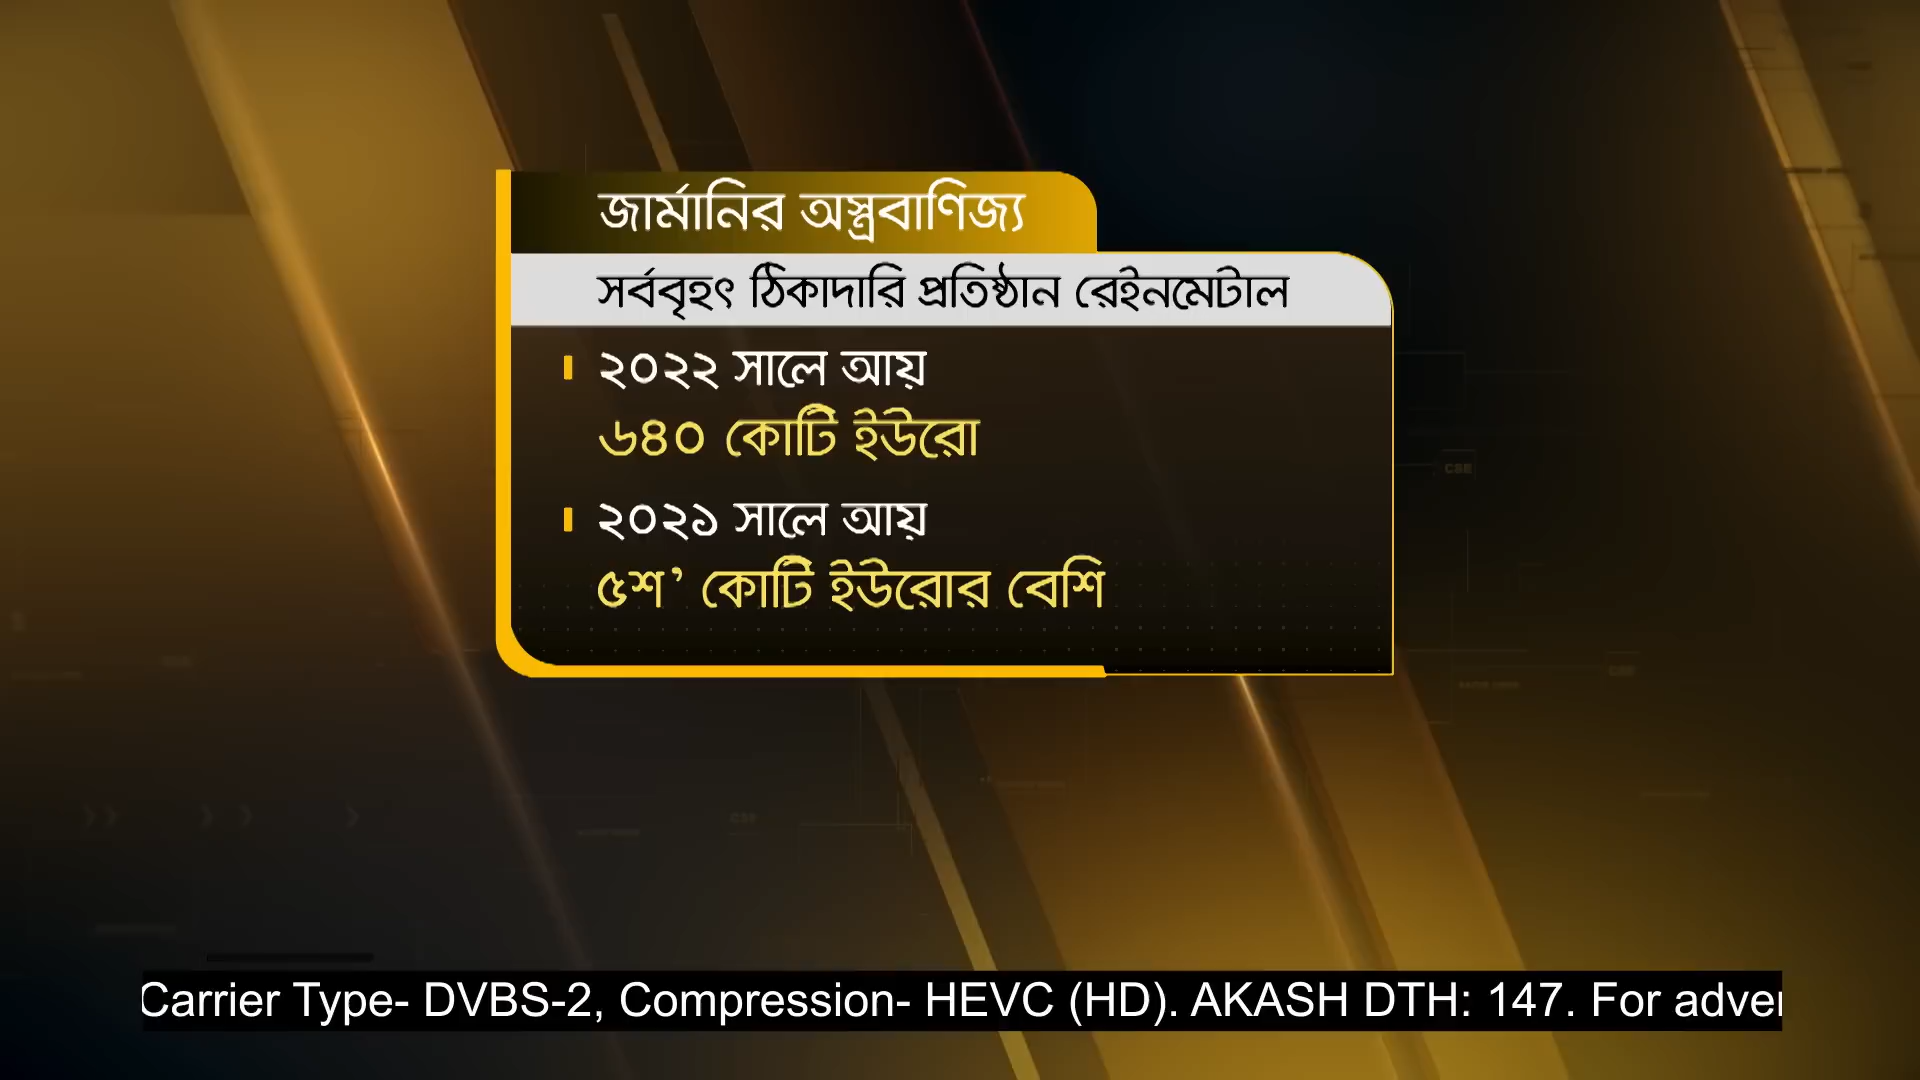 জার্মানির অস্ত্রবাণিজ্য
সর্ববৃহৎ ঠিকাদারি প্রতিষ্ঠান রেইনমেটাল
২০২২ সালে আয়
৬৪০ কোটি ইউরো
২০২১ সালে আয়
৫শ’ কোটি ইউরোর বেশি
Carrier Type- DVBS-2, Compression- HEVC (HD). AKASH DTH: 147. For